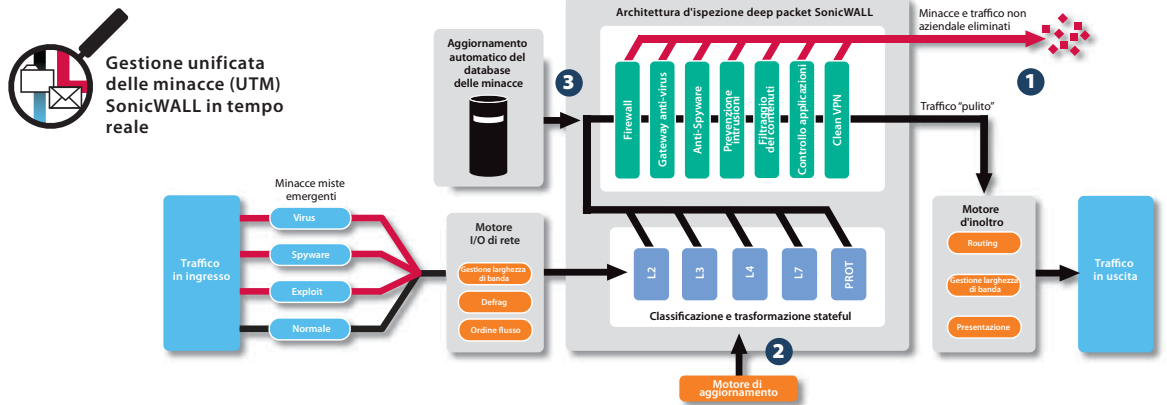 Gestione unificata
delle minacce (UTM)
SonicWALL in tempo
reale
Aggiornamento
automatico del
database
delle minacce
3
Architettura d'ispezione deep packet SonicWALL
Firewall
Gateway anti-virus
Anti-Spyware
Prevenzione
intrusioni
Filtraggio
dei contenuti
Controllo applicazioni
Clean VPN
Minacce e traffico non
aziendale eliminati
1
Traffico "pulito"
Traffico
in ingresso
Minacce miste
emergenti
Virus
Spyware
Exploit
Normale
Motore
I/O di rete
Gestione larghezza
di banda
Defrag
Ordine flusso
L2
L3
L4
L7
PROT
Classificazione e trasformazione stateful
2
Motore di
aggiornamento
Motore
d'inoltro
Routing
Gestione larghezza
di banda
Presentazione
Traffico
in uscita